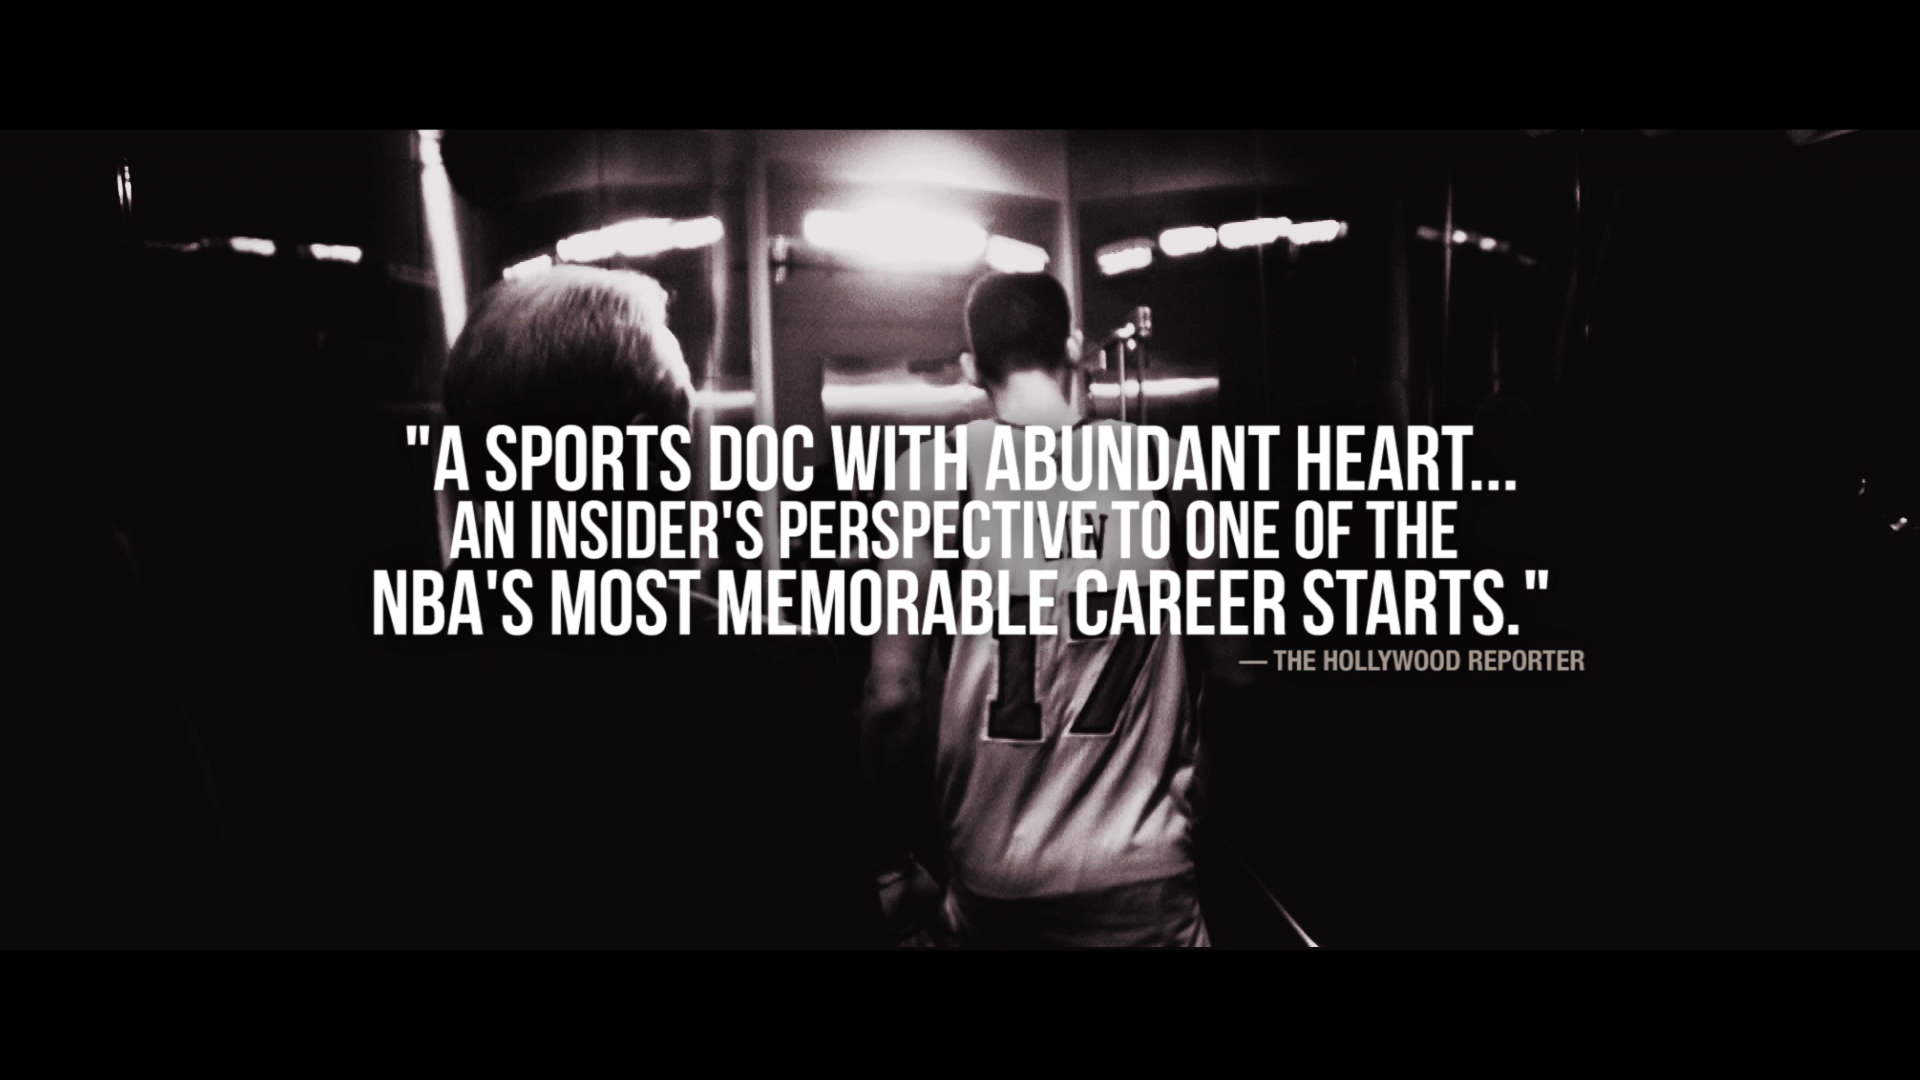 "A SPORTS DOC WITH ABUNDANT HEART...
AN INSIDER'S PERSPECTIVE TO ONE OF THE
NBA'S MOST MEMORABLE CAREER STARTS."
— THE HOLLYWOOD REPORTER
17